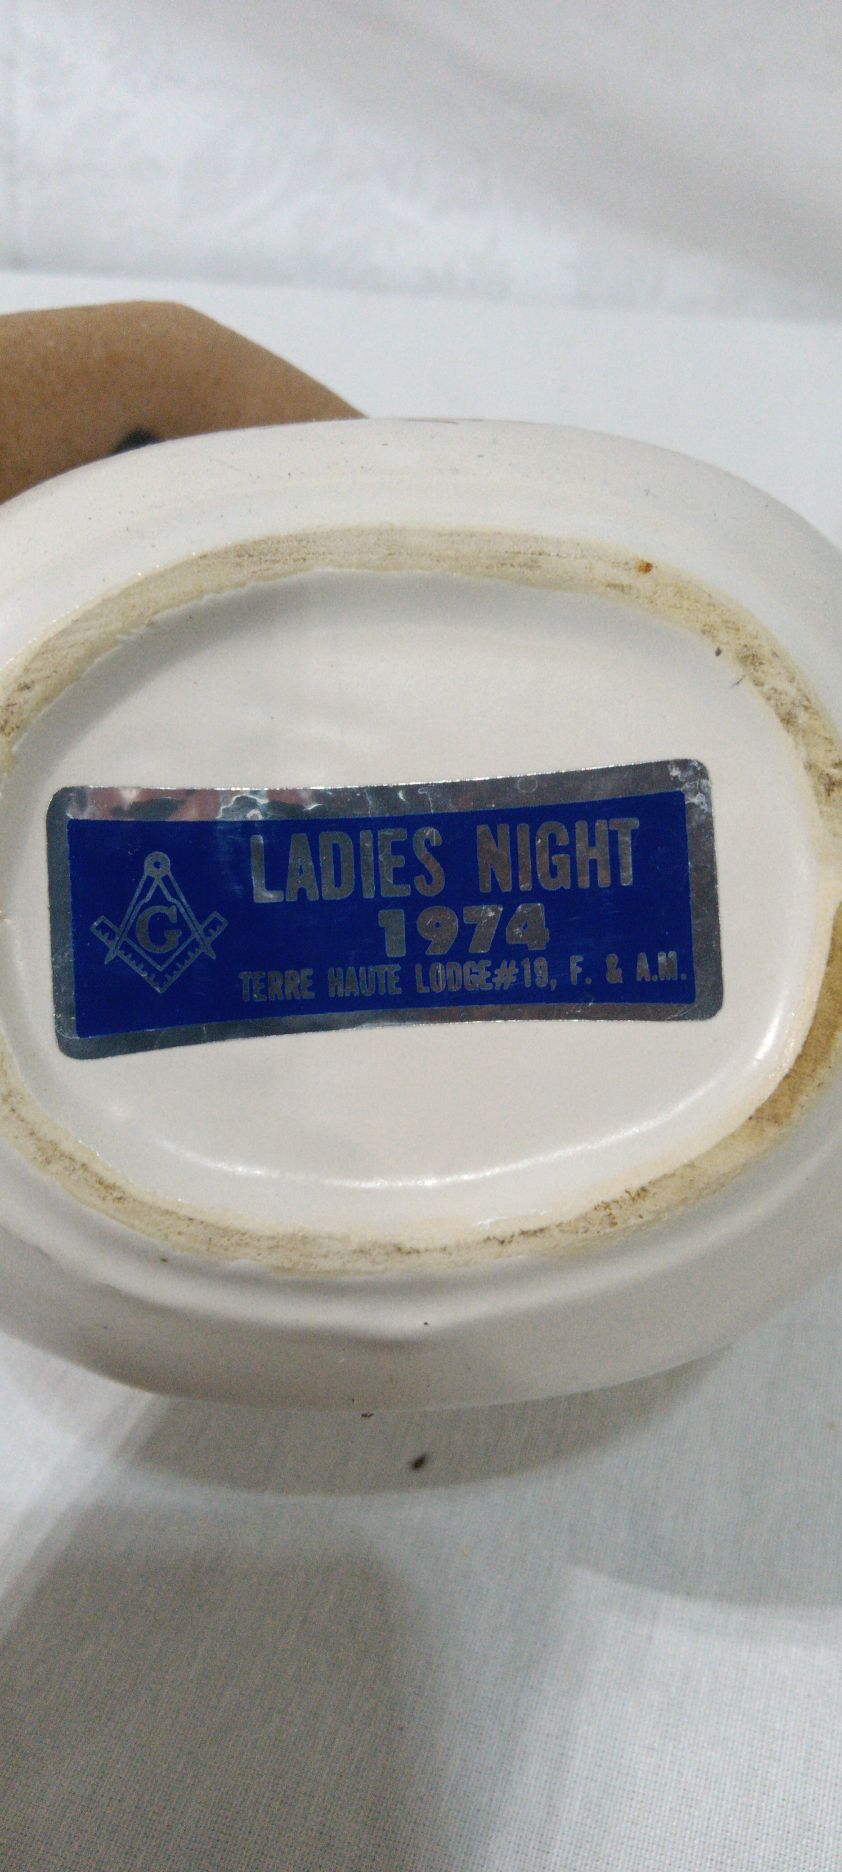 LADIES NIGHT
1974
TERRE HAUTE LODGE#19, F. & A.M.
G